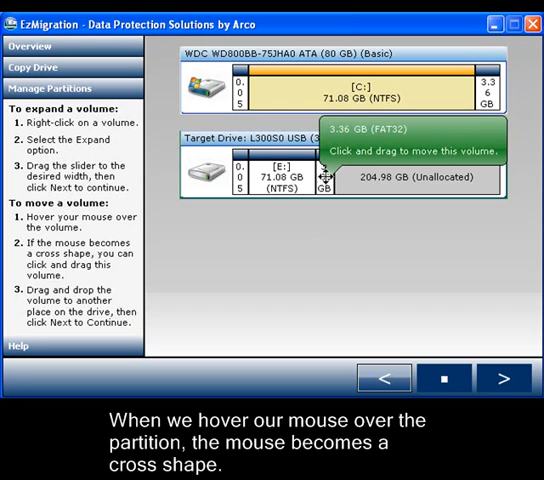 EzMigration - Data Protection Solutions by Arco
Overview
Copy Drive
Manage Partitions
To expand a volume:
1. Right-click on a volume.
2. Select the Expand
option.
3. Drag the slider to the
desired width, then
click Next to continue.
To move a volume:
1. Hover your mouse over
the volume.
2. If the mouse becomes
a cross shape, you can
click and drag this
volume.
3. Drag and drop the
volume to another
place on the drive, then
click Next to Continue.
Help
WDC WD800BB-75JHA0 ATA (80 GB) (Basic)
0.
0
5
[C:]
71.08 GB (NTFS)
3.3
6
GB
Target Drive: L300S0 USB (3
3.36 GB (FAT32)
Click and drag to move this volume.
0.
0
5
[E:]
71.08 GB
(NTFS)
GB
204.98 GB (Unallocated)
<
>
When we hover our mouse over the
partition, the mouse becomes a
cross shape.